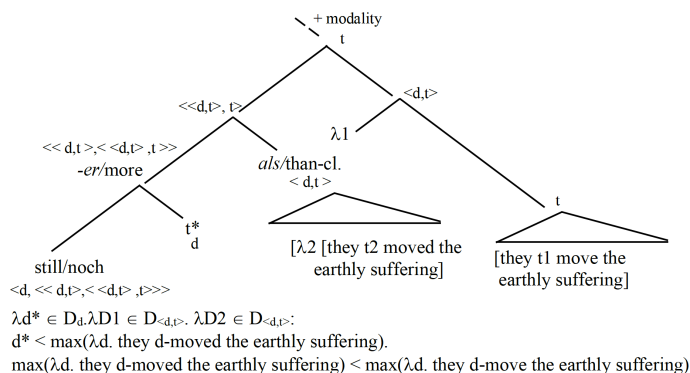 + modality
t
<<d,t>, t>
<d,t>
λ1
<< d,t >,< <d,t> ,t >>
-er/more
als/than-cl.
< d,t >
t*
d
t
still/noch
[λ2 [they t2 moved the
earthly suffering]
[they t1 move the
earthly suffering]
<d, << d,t>,< <d,t> ,t>>>
λd* ∈ Dd.λD1 ∈ D<d,t>. λD2 ∈ D<d,t>:
d* < max(λd. they d-moved the earthly suffering).
max(λd. they d-moved the earthly suffering) < max(λd. they d-move the earthly suffering)